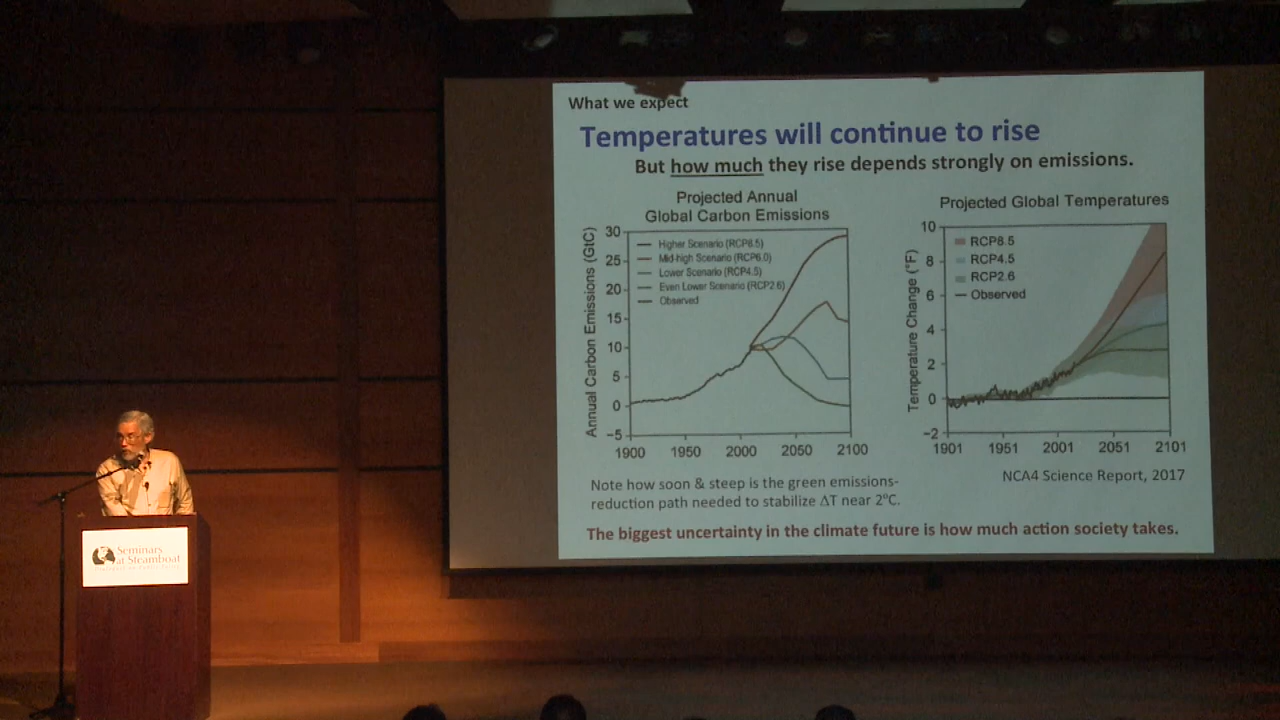 What we expect
Temperatures will continue to rise
But how much they rise depends strongly on emissions.
Projected Annual
Global Carbon Emissions
Annual Carbon Emissions (GtC)
30
25
20
15
10
5
0
−5
Higher Scenario (RCP8.5)
Mid-high Scenario (RCP6.0)
Lower Scenario (RCP4.5)
Even Lower Scenario (RCP2.6)
Observed
1900 1950 2000 2050 2100
Projected Global Temperatures
Temperature Change (°F)
10
8
6
4
2
0
−2
RCP8.5
RCP4.5
RCP2.6
Observed
1901 1951 2001 2051 2101
NCA4 Science Report, 2017
Note how soon & steep is the green emissions-
reduction path needed to stabilize ΔT near 2°C.
The biggest uncertainty in the climate future is how much action society takes.
Seminars
at Steamboat